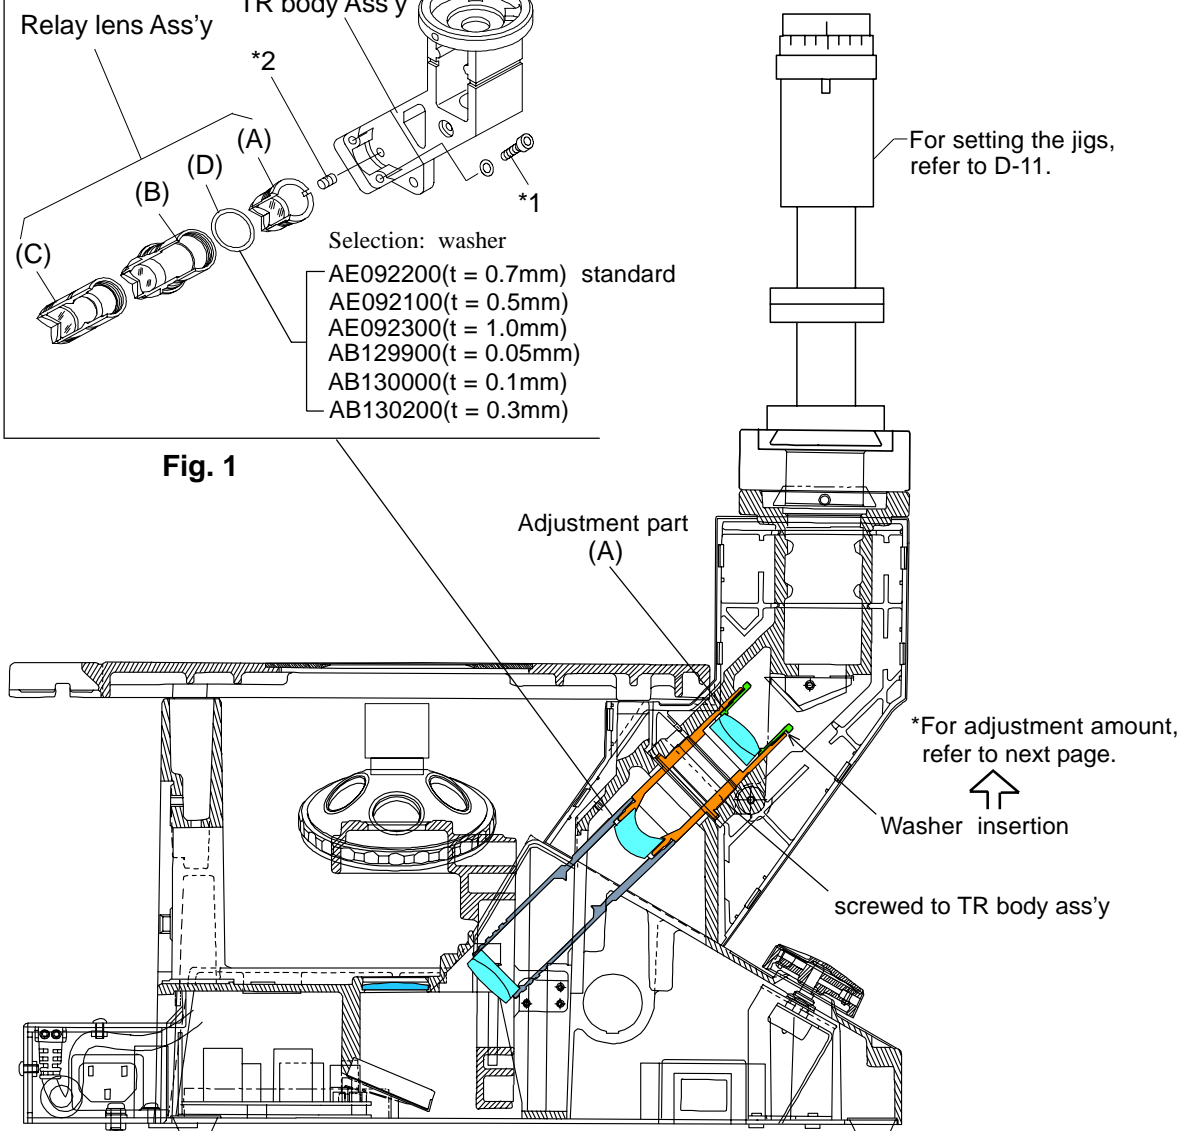 TR body Ass'y
Relay lens Ass'y
*2
(A)
(D)
(B)
(C)
*1
For setting the jigs,
refer to D-11.
Selection: washer
AE092200(t = 0.7mm) standard
AE092100(t = 0.5mm)
AE092300(t = 1.0mm)
AB129900(t = 0.05mm)
AB130000(t = 0.1mm)
AB130200(t = 0.3mm)
Fig. 1
Adjustment part
(A)
*For adjustment amount,
refer to next page.
Washer insertion
screwed to TR body ass'y